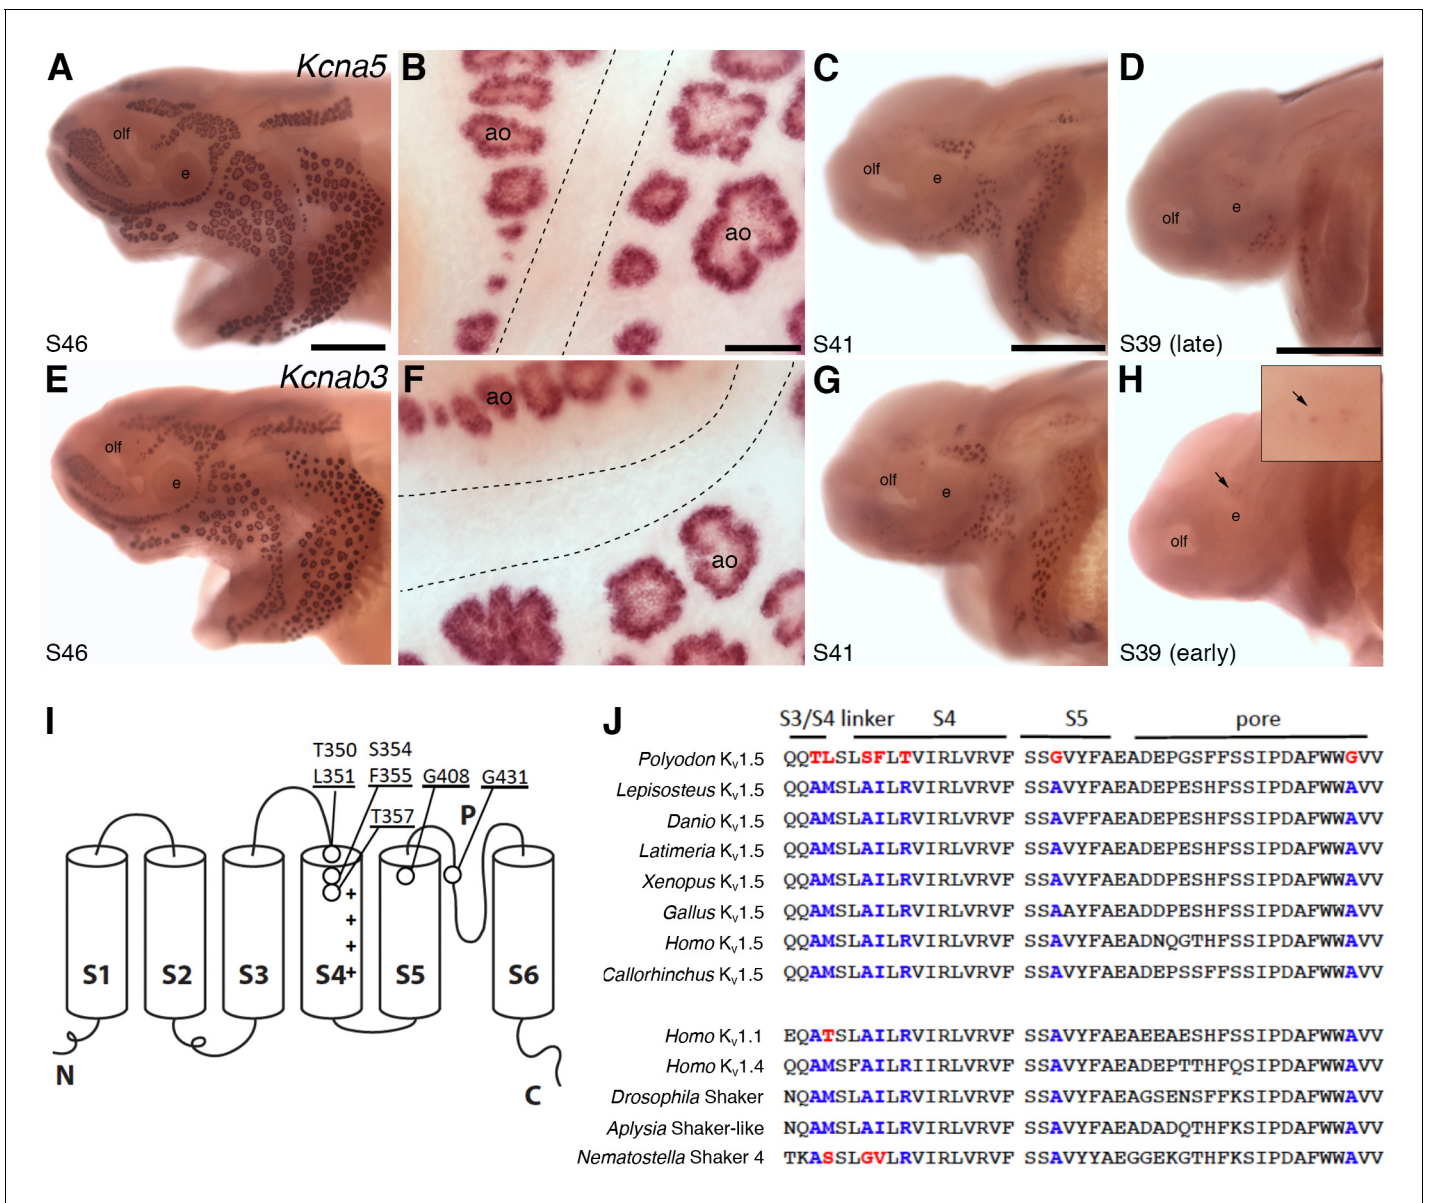 A
Kcna5
olf
e
S46
B
ao
ao
C
olf
e
S41
D
olf
e
S39 (late)
E
Kcnab3
olf
e
S46
F
ao
ao
G
olf
e
S41
H
e
olf
S39 (early)
I
T350 S354
L351 F355 G408 G431
T357
P
+
+
+
+
S1 S2 S3 S4 S5 S6
N
C
J
S3/S4 linker S4 S5 pore
Polyodon Kv1.5 QQTLSLSFLTVIRLVRVF SSGVYFAEADEPGSFFSSIPDAFWWGVV
Lepisosteus Kv1.5 QQAMSLAILRVIRLVRVF SSAVYFAEADEPESHFSSIPDAFWWAVV
Danio Kv1.5 QQAMSLAILRVIRLVRVF SSAVFFAEADEPESHFSSIPDAFWWAVV
Latimeria Kv1.5 QQAMSLAILRVIRLVRVF SSAVYFAEADEPESHFSSIPDAFWWAVV
Xenopus Kv1.5 QQAMSLAILRVIRLVRVF SSAVYFAEADDPESHFSSIPDAFWWAVV
Gallus Kv1.5 QQAMSLAILRVIRLVRVF SSAAYFAEADDPESHFSSIPDAFWWAVV
Homo Kv1.5 QQAMSLAILRVIRLVRVF SSAVYFAEADNQGTHFSSIPDAFWWAVV
Callorhinchus Kv1.5 QQAMSLAILRVIRLVRVF SSAVYFAEADEPSSFFSSIPDAFWWAVV
Homo Kv1.1 EQATSLAILRVIRLVRVF SSAVYFAEAEEAESHFSSIPDAFWWAVV
Homo Kv1.4 QQAMSFAILRIIRLVRVF SSAVYFAEADEPTTHFQSIPDAFWWAVV
Drosophila Shaker NQAMSLAILRVIRLVRVF SSAVYFAEAGSENSFFKSIPDAFWWAVV
Aplysia Shaker-like NQAMSLAILRVIRLVRVF SSAVYFAEADADQTHFKSIPDAFWWAVV
Nematostella Shaker 4 TKASSLGVLRVIRLVRVF SSAVYYAEGGEKGTHFKSIPDAFWWAVV